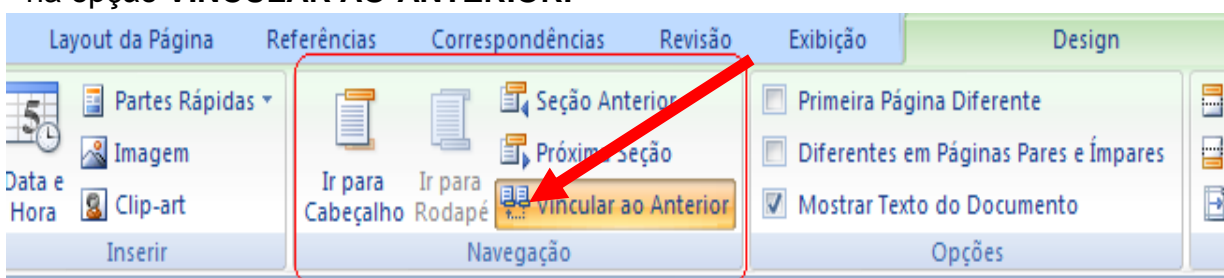 na opção VINCULAR AO ANTERIOR.
Layout da Página Referências Correspondências Revisão Exibição Design
5
Data e
Hora
Partes Rápidas
Imagem
Clip-art
Inserir
Ir para
Cabeçalho
Ir para
Rodapé
Seção Anterior
Próxima Seção
Vincular ao Anterior
Navegação
Primeira Página Diferente
Diferentes em Páginas Pares e Ímpares
Mostrar Texto do Documento
Opções